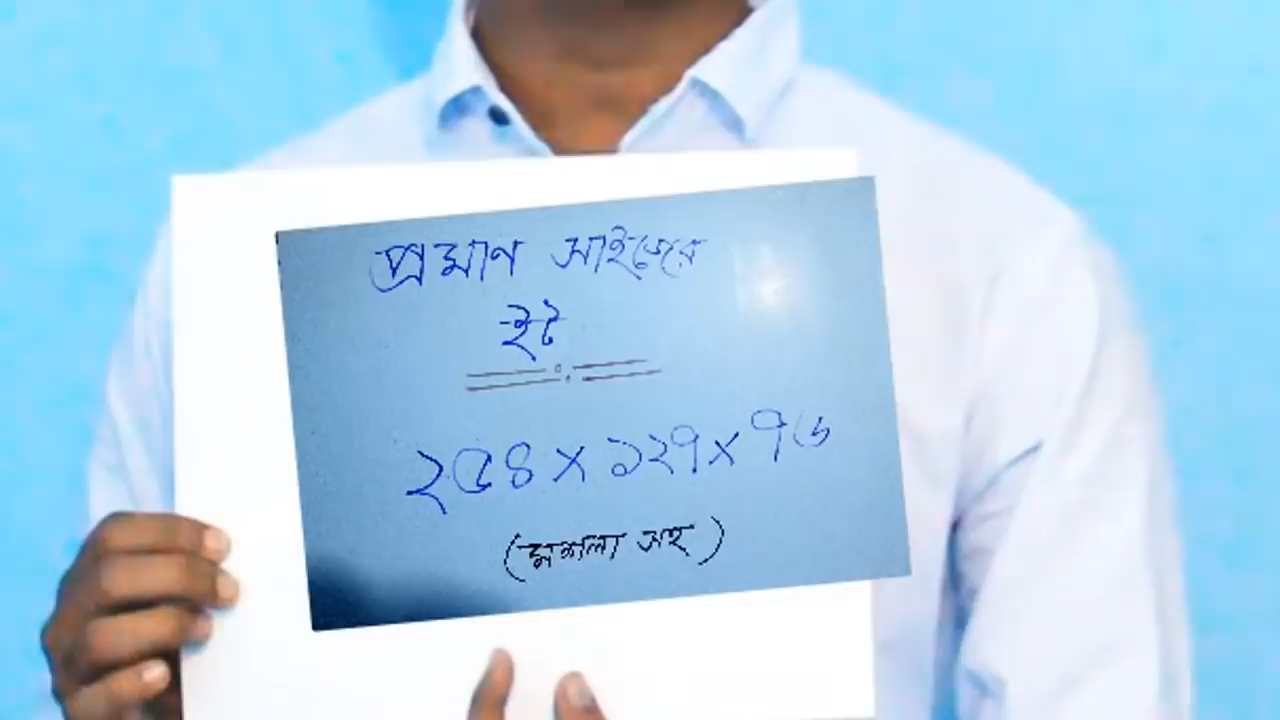 প্রমাণ সাইজের
ইট
২৫৪ × ১২৭ × ৭৬
(মশলা সহ)